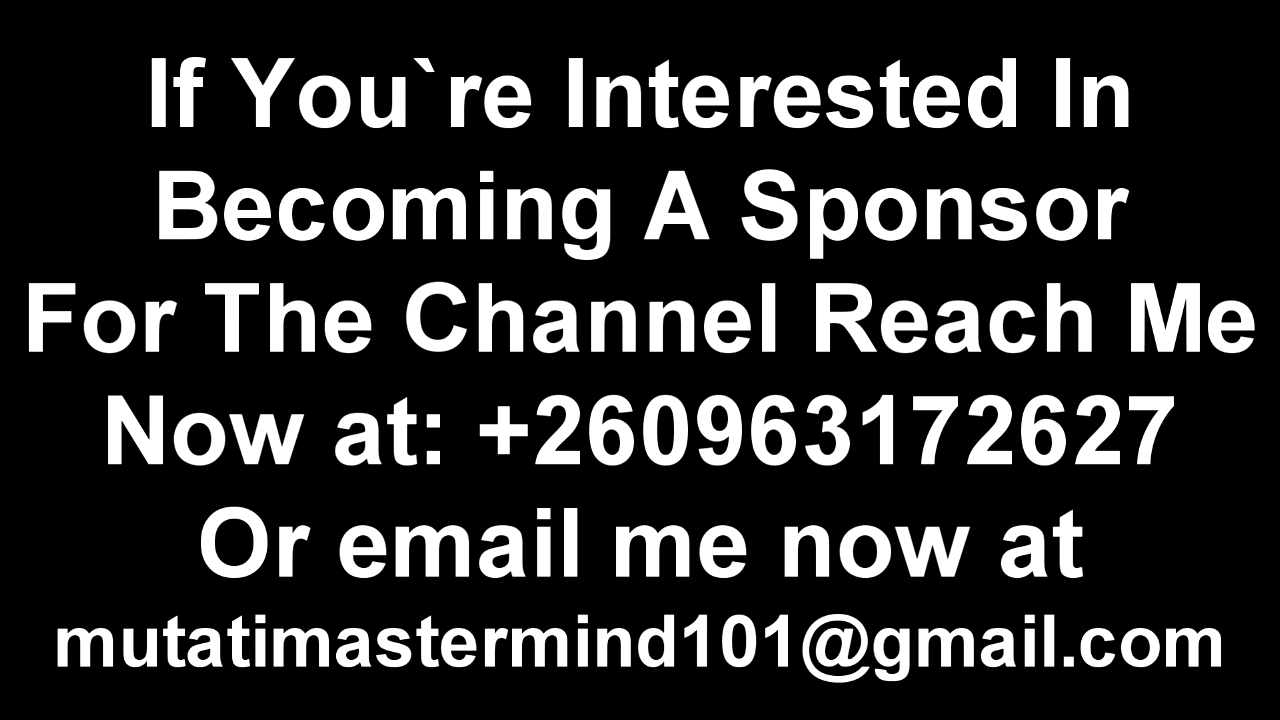 If You`re Interested In
Becoming A Sponsor
For The Channel Reach Me
Now at: +260963172627
Or email me now at
mutatimastermind101@gmail.com